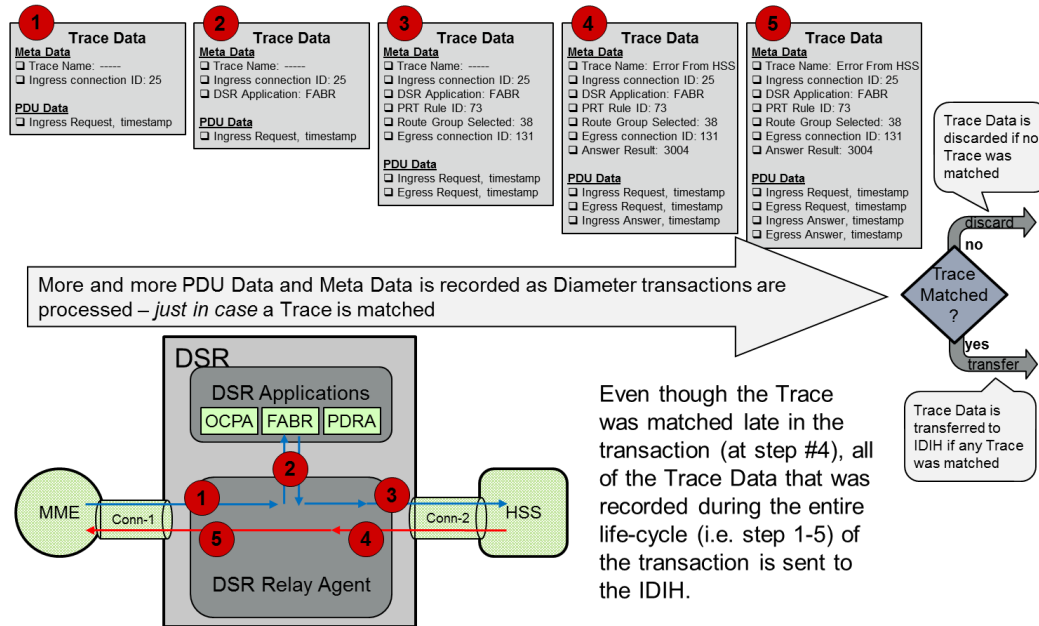 1
Trace Data
Meta Data
❑ Trace Name: -----
❑ Ingress connection ID: 25
PDU Data
❑ Ingress Request, timestamp
2
Trace Data
Meta Data
❑ Trace Name: -----
❑ Ingress connection ID: 25
❑ DSR Application: FABR
PDU Data
❑ Ingress Request, timestamp
3
Trace Data
Meta Data
❑ Trace Name: -----
❑ Ingress connection ID: 25
❑ DSR Application: FABR
❑ PRT Rule ID: 73
❑ Route Group Selected: 38
❑ Egress connection ID: 131
PDU Data
❑ Ingress Request, timestamp
❑ Egress Request, timestamp
4
Trace Data
Meta Data
❑ Trace Name: Error From HSS
❑ Ingress connection ID: 25
❑ DSR Application: FABR
❑ PRT Rule ID: 73
❑ Route Group Selected: 38
❑ Egress connection ID: 131
❑ Answer Result: 3004
PDU Data
❑ Ingress Request, timestamp
❑ Egress Request, timestamp
❑ Ingress Answer, timestamp
5
Trace Data
Meta Data
❑ Trace Name: Error From HSS
❑ Ingress connection ID: 25
❑ DSR Application: FABR
❑ PRT Rule ID: 73
❑ Route Group Selected: 38
❑ Egress connection ID: 131
❑ Answer Result: 3004
PDU Data
❑ Ingress Request, timestamp
❑ Egress Request, timestamp
❑ Ingress Answer, timestamp
❑ Egress Answer, timestamp
Trace Data is
discarded if no
Trace was
matched
discard
no
Trace
Matched
?
yes
transfer
Trace Data is
transferred to
IDIH if any Trace
was matched
More and more PDU Data and Meta Data is recorded as Diameter transactions are
processed – just in case a Trace is matched
DSR
DSR Applications
OCPA FABR PDRA
2
1
3
MME
Conn-1
Conn-2
HSS
5
4
DSR Relay Agent
Even though the Trace
was matched late in the
transaction (at step #4), all
of the Trace Data that was
recorded during the entire
life-cycle (i.e. step 1-5) of
the transaction is sent to
the IDIH.